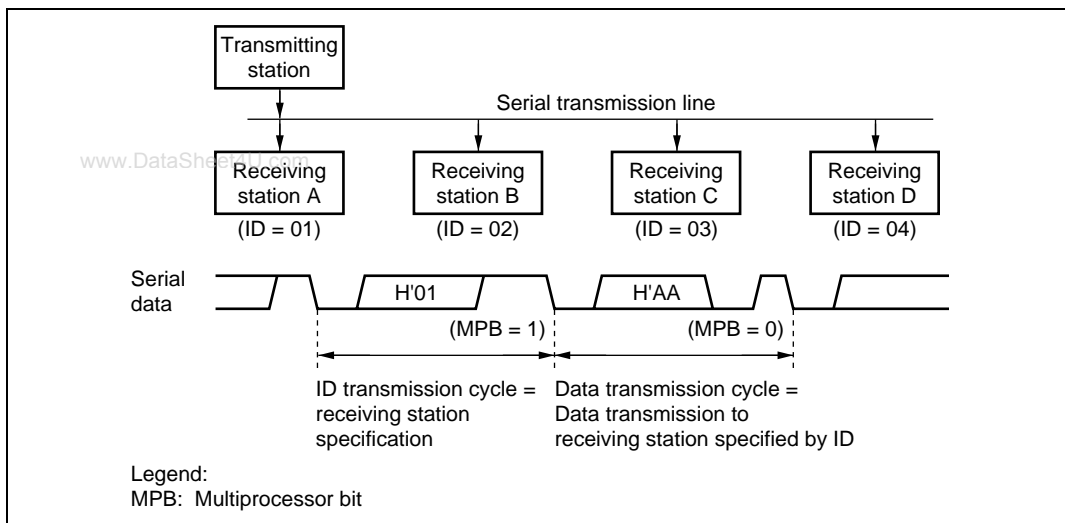 Transmitting
station
Serial transmission line
www.DataSheet4U.com
Receiving
station A
Receiving
station B
Receiving
station C
Receiving
station D
(ID = 01)
(ID = 02)
(ID = 03)
(ID = 04)
Serial
data
H'01
H'AA
(MPB = 1)
(MPB = 0)
ID transmission cycle =
receiving station
specification
Data transmission cycle =
Data transmission to
receiving station specified by ID
Legend:
MPB: Multiprocessor bit